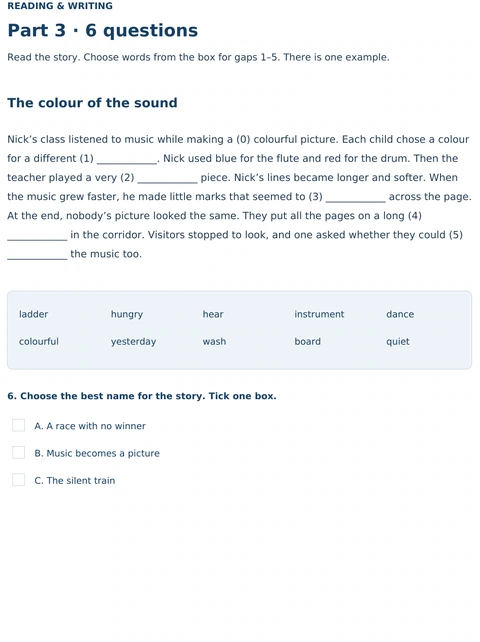 READING & WRITING
Part 3 · 6 questions
Read the story. Choose words from the box for gaps 1–5. There is one example.
The colour of the sound
Nick’s class listened to music while making a (0) colourful picture. Each child chose a colour
for a different (1) ____________. Nick used blue for the flute and red for the drum. Then the
teacher played a very (2) ____________ piece. Nick’s lines became longer and softer. When
the music grew faster, he made little marks that seemed to (3) ____________ across the page.
At the end, nobody’s picture looked the same. They put all the pages on a long (4)
____________ in the corridor. Visitors stopped to look, and one asked whether they could (5)
____________ the music too.
ladder hungry hear instrument dance
colourful yesterday wash board quiet
6. Choose the best name for the story. Tick one box.
A. A race with no winner
B. Music becomes a picture
C. The silent train